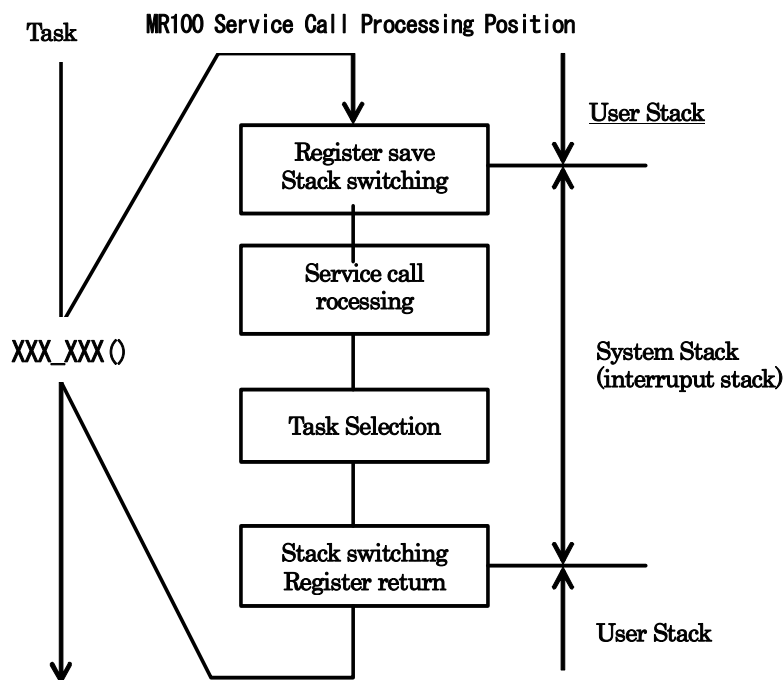 MR100 Service Call Processing Position
Task
User Stack
Register save
Stack switching
Service call
rocessing
XXX_XXX()
System Stack
(interruput stack)
Task Selection
Stack switching
Register return
User Stack